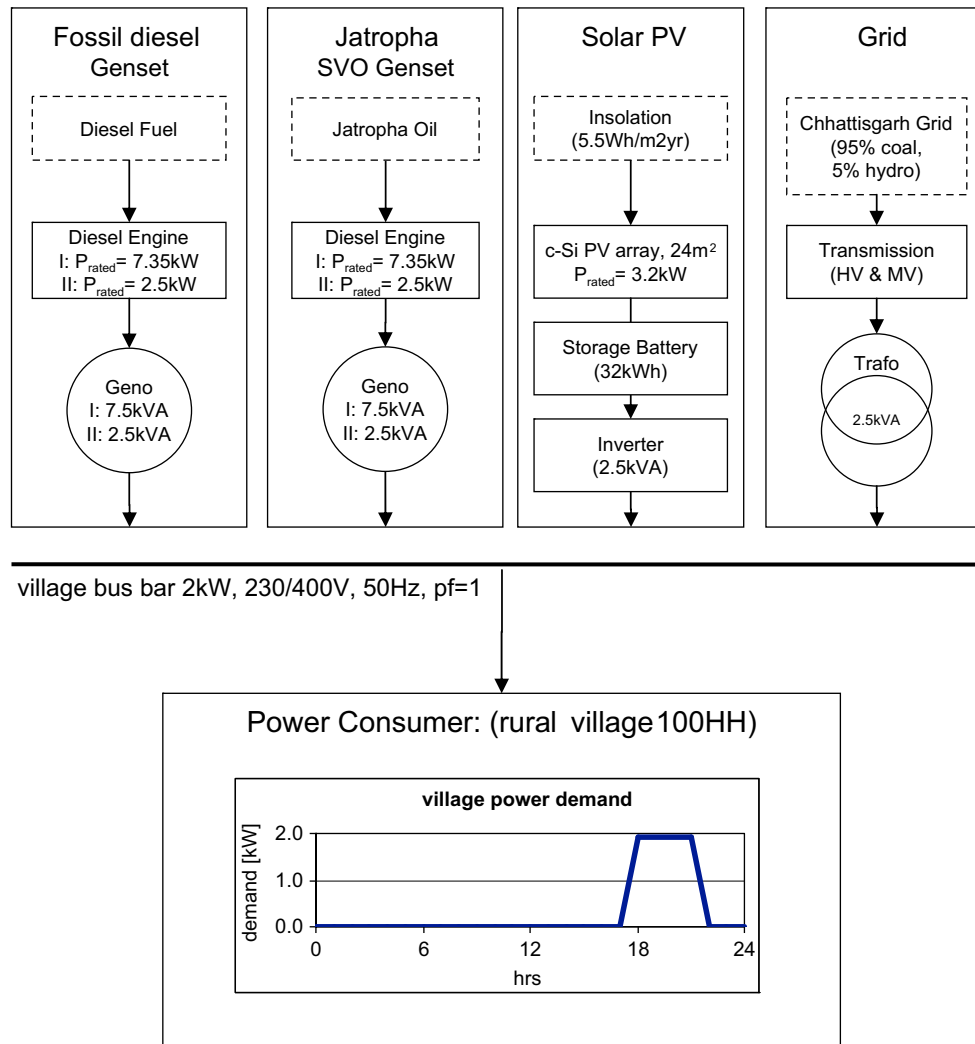 Fossil diesel
Genset
Diesel Fuel
Diesel Engine
I: Prated= 7.35kW
II: Prated= 2.5kW
Geno
I: 7.5kVA
II: 2.5kVA
Jatropha
SVO Genset
Jatropha Oil
Diesel Engine
I: Prated= 7.35kW
II: Prated= 2.5kW
Geno
I: 7.5kVA
II: 2.5kVA
Solar PV
Insolation
(5.5Wh/m2yr)
c-Si PV array, 24m²
Prated= 3.2kW
Storage Battery
(32kWh)
Inverter
(2.5kVA)
Grid
Chhattisgarh Grid
(95% coal,
5% hydro)
Transmission
(HV & MV)
Trafo
2.5kVA
village bus bar 2kW, 230/400V, 50Hz, pf=1
Power Consumer: (rural village100HH)
village power demand
demand [kW]
2.0
1.0
0.0
0 6 12 18 24
hrs